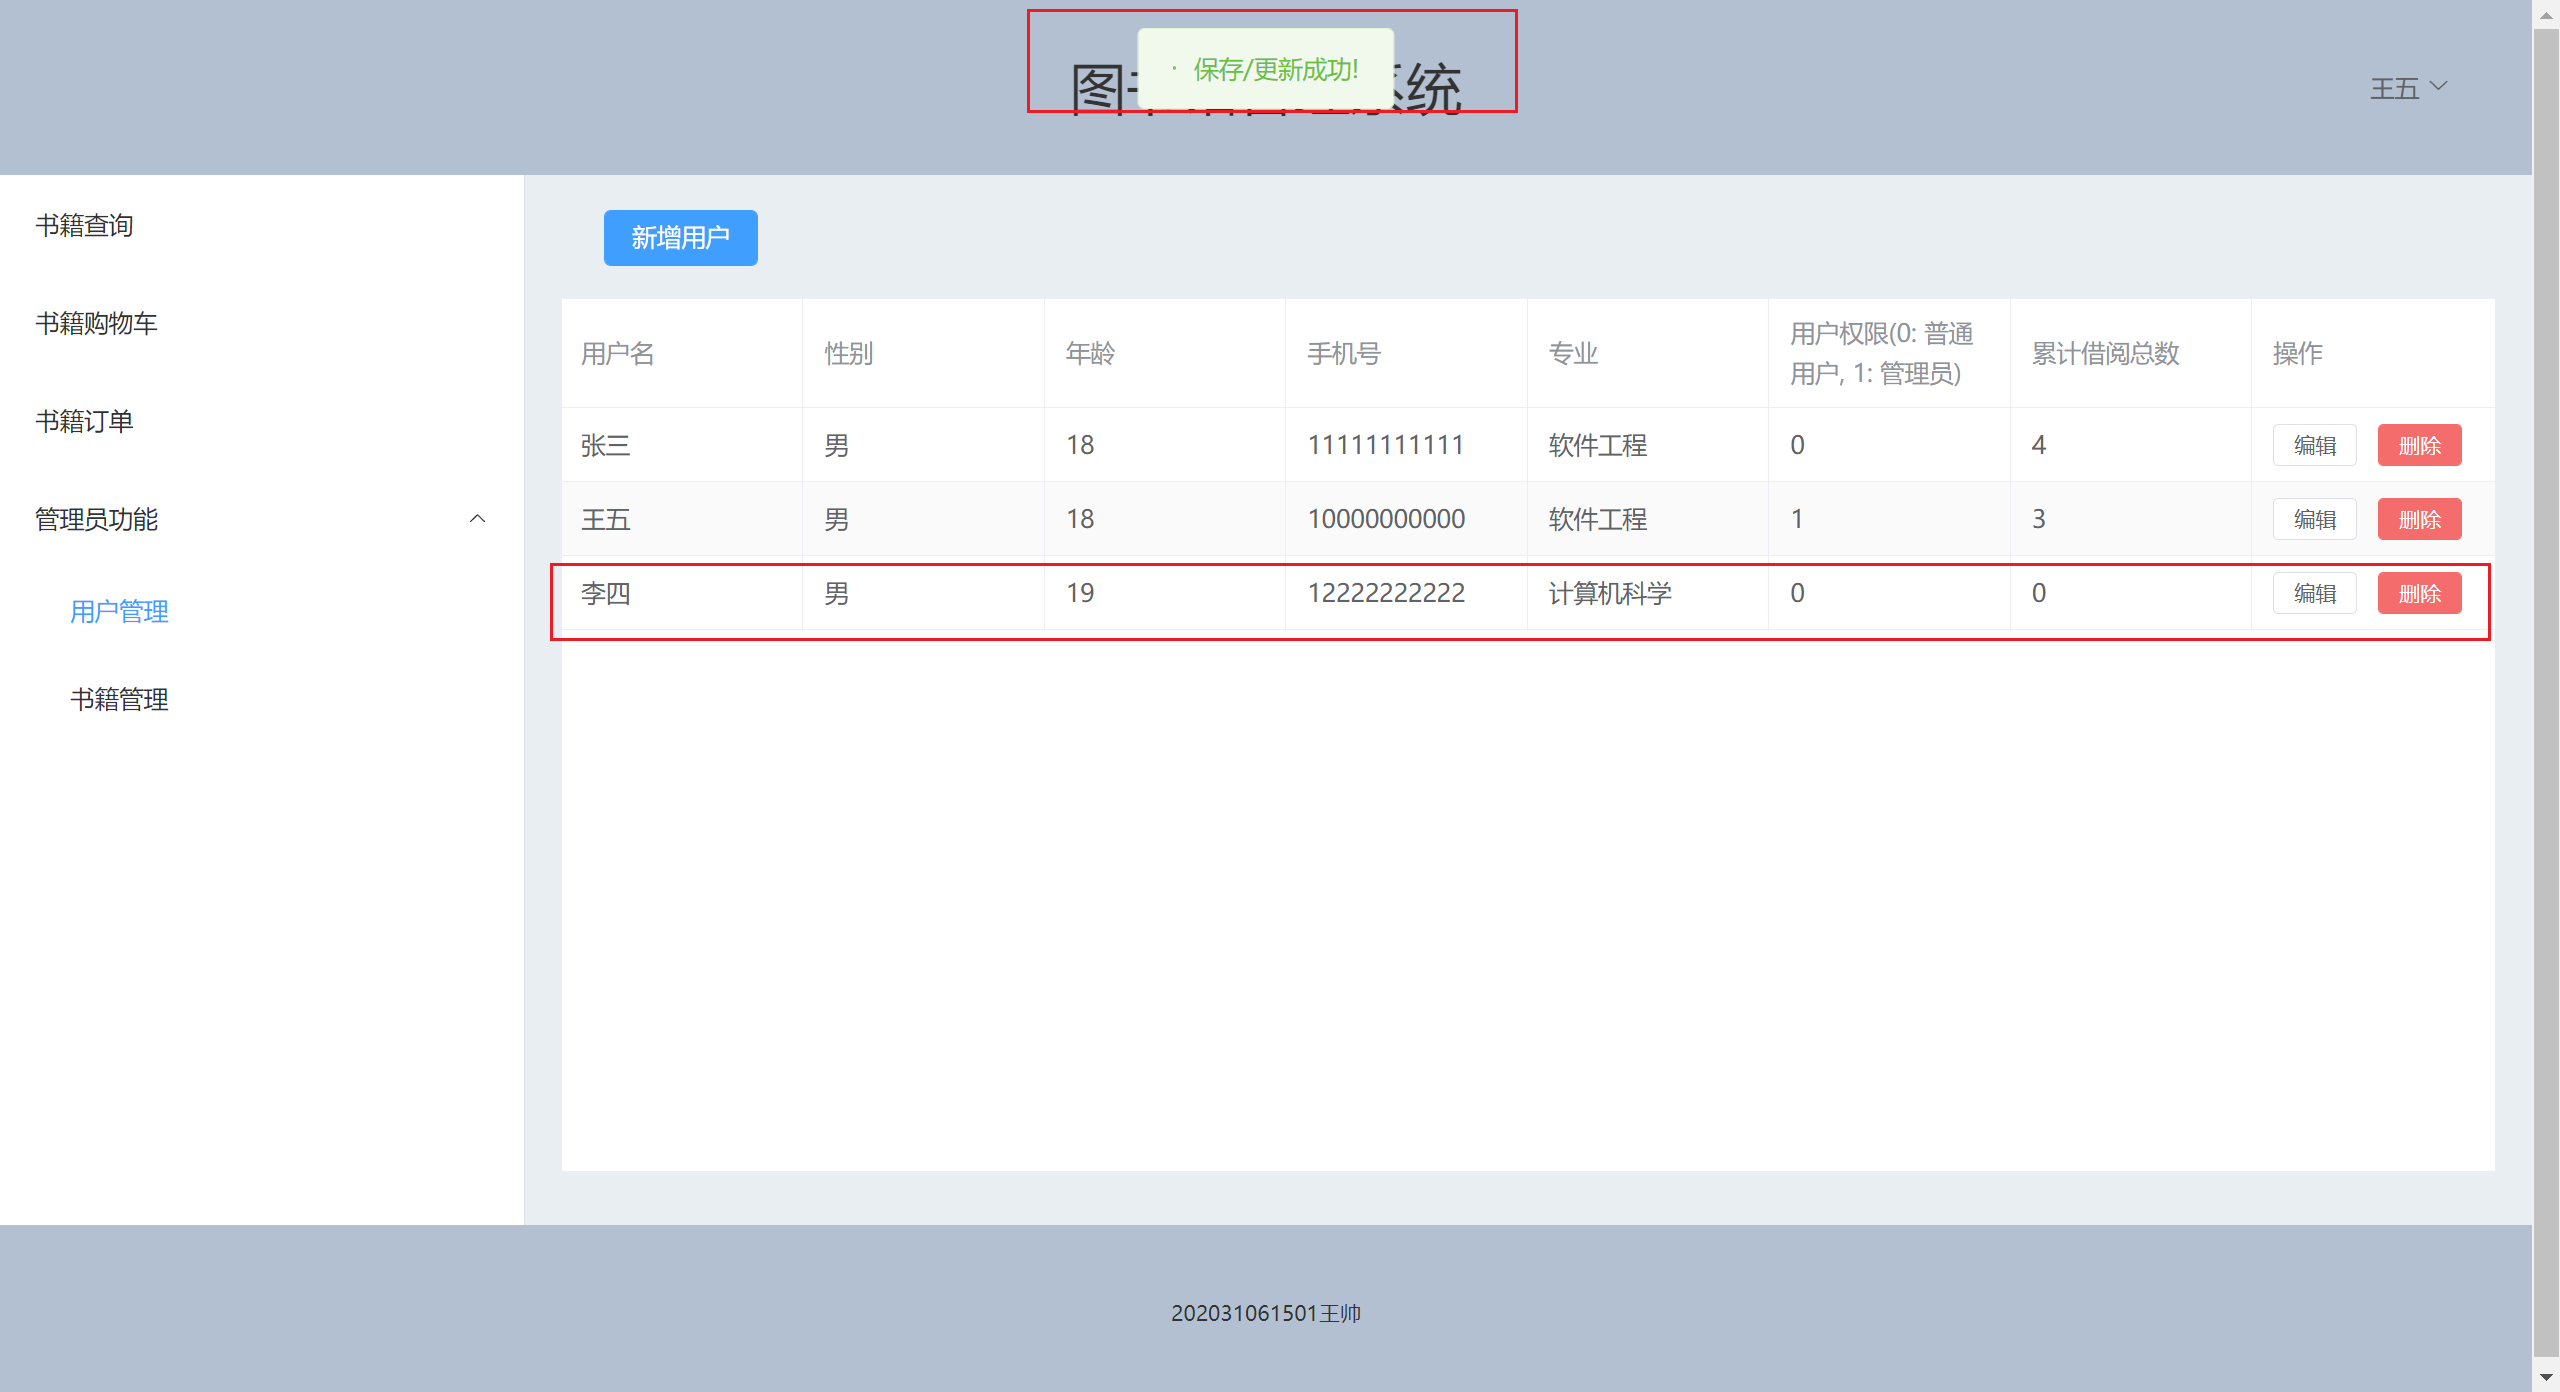 图 系统
· 保存/更新成功!
王五
书籍查询
书籍购物车
书籍订单
管理员功能
用户管理
书籍管理
新增用户
用户名 性别 年龄 手机号 专业 用户权限(0: 普通
用户, 1: 管理员) 累计借阅总数 操作
张三 男 18 11111111111 软件工程 0 4 编辑 删除
王五 男 18 10000000000 软件工程 1 3 编辑 删除
李四 男 19 12222222222 计算机科学 0 0 编辑 删除
202031061501王帅